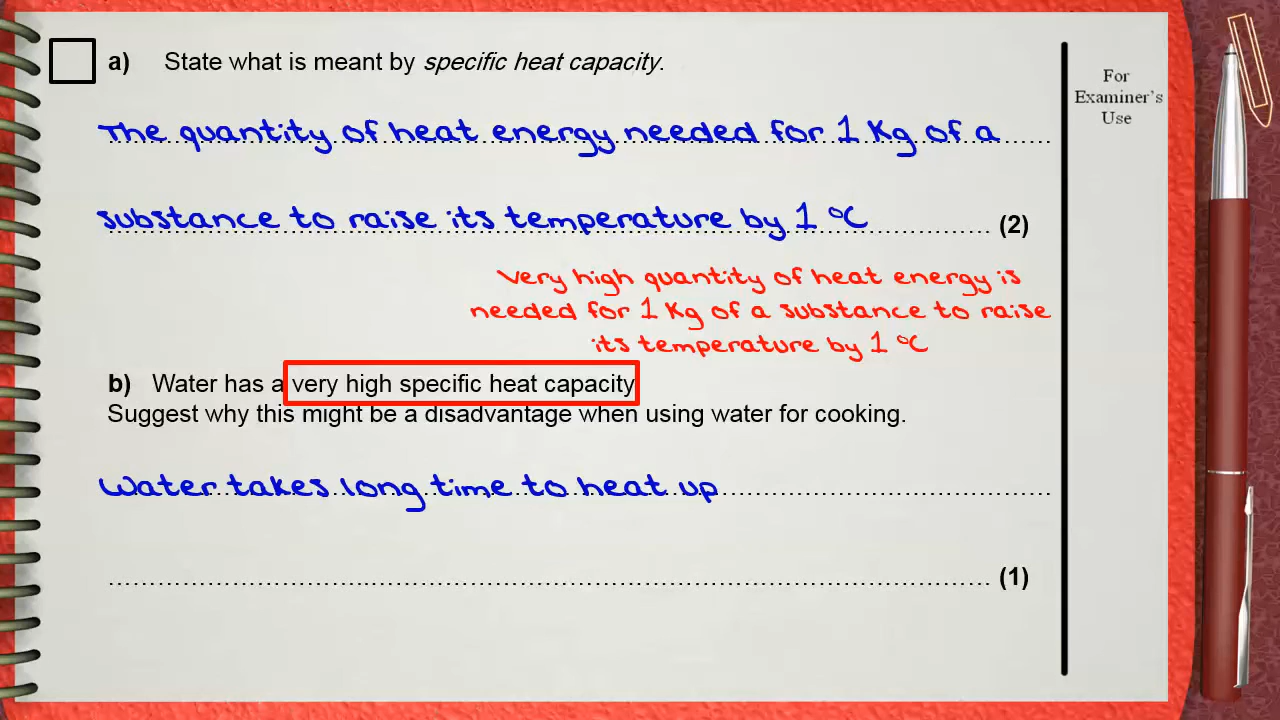 a) State what is meant by specific heat capacity.
For
Examiner's
Use
The quantity of heat energy needed for 1 Kg of a
substance to raise its temperature by 1 °C
(2)
Very high quantity of heat energy is
needed for 1 Kg of a substance to raise
its temperature by 1 °C
b) Water has a very high specific heat capacity
Suggest why this might be a disadvantage when using water for cooking.
Water takes long time to heat up
(1)